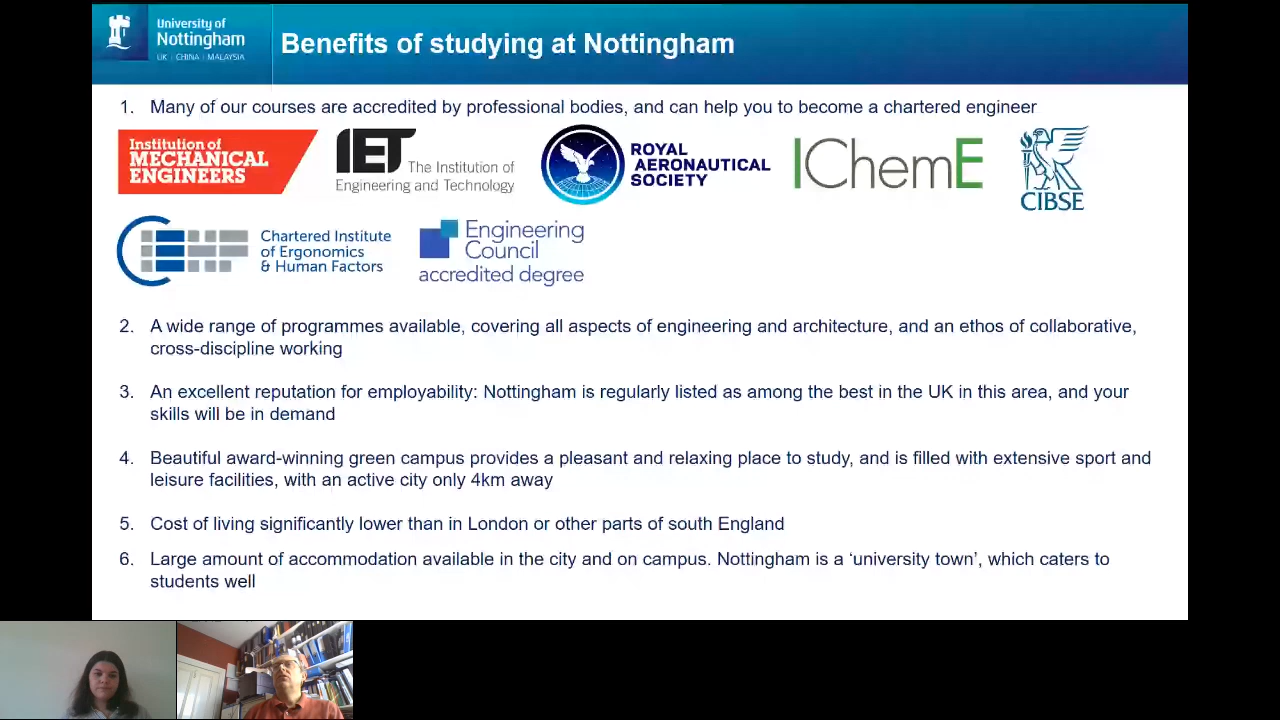 University of
Nottingham
UK | CHINA | MALAYSIA
Benefits of studying at Nottingham
1. Many of our courses are accredited by professional bodies, and can help you to become a chartered engineer
Institution of
MECHANICAL
ENGINEERS
IET The Institution of
Engineering and Technology
ROYAL
AERONAUTICAL
SOCIETY
IChemE
CIBSE
Chartered Institute
of Ergonomics
& Human Factors
Engineering
Council
accredited degree
2. A wide range of programmes available, covering all aspects of engineering and architecture, and an ethos of collaborative,
cross-discipline working
3. An excellent reputation for employability: Nottingham is regularly listed as among the best in the UK in this area, and your
skills will be in demand
4. Beautiful award-winning green campus provides a pleasant and relaxing place to study, and is filled with extensive sport and
leisure facilities, with an active city only 4km away
5. Cost of living significantly lower than in London or other parts of south England
6. Large amount of accommodation available in the city and on campus. Nottingham is a ‘university town’, which caters to
students well